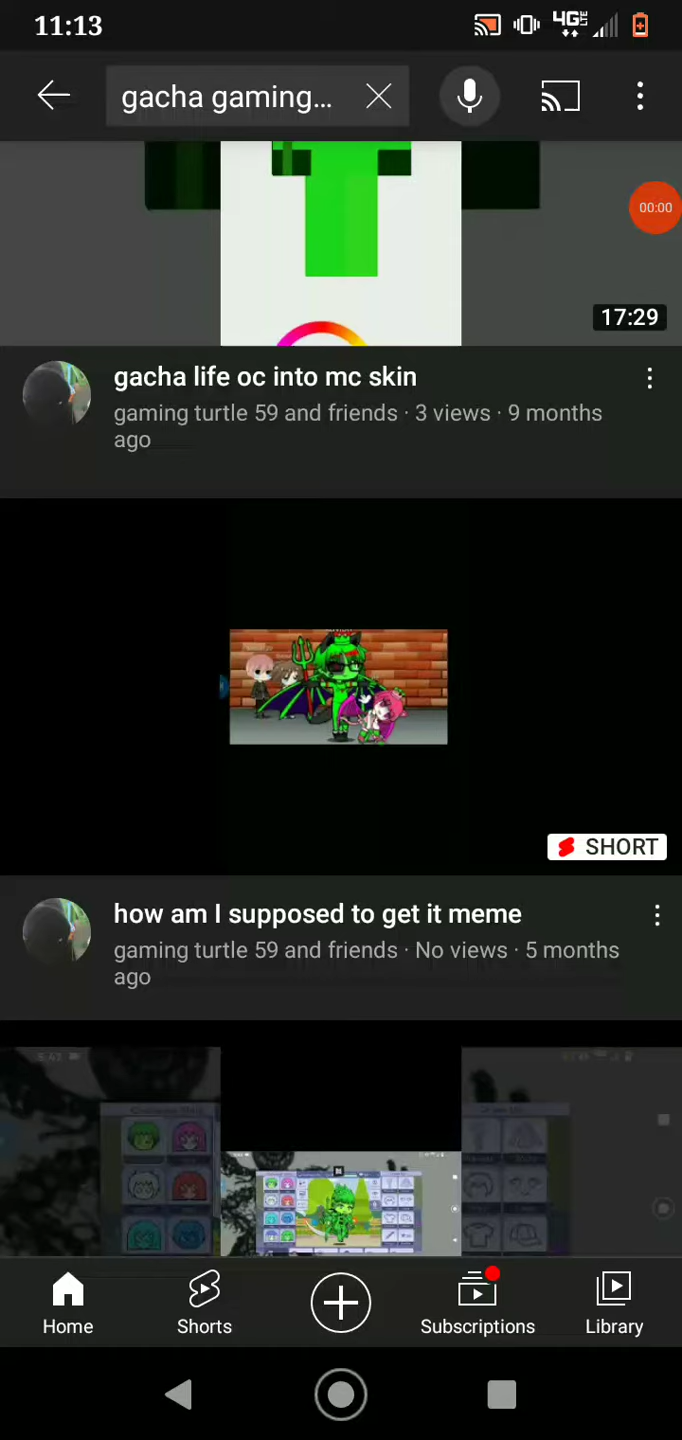 11:13
4G LTE
gacha gaming...
00:00
17:29
gacha life oc into mc skin
gaming turtle 59 and friends · 3 views · 9 months
ago
SHORT
how am I supposed to get it meme
gaming turtle 59 and friends · No views · 5 months
ago
Home
Shorts
Subscriptions
Library